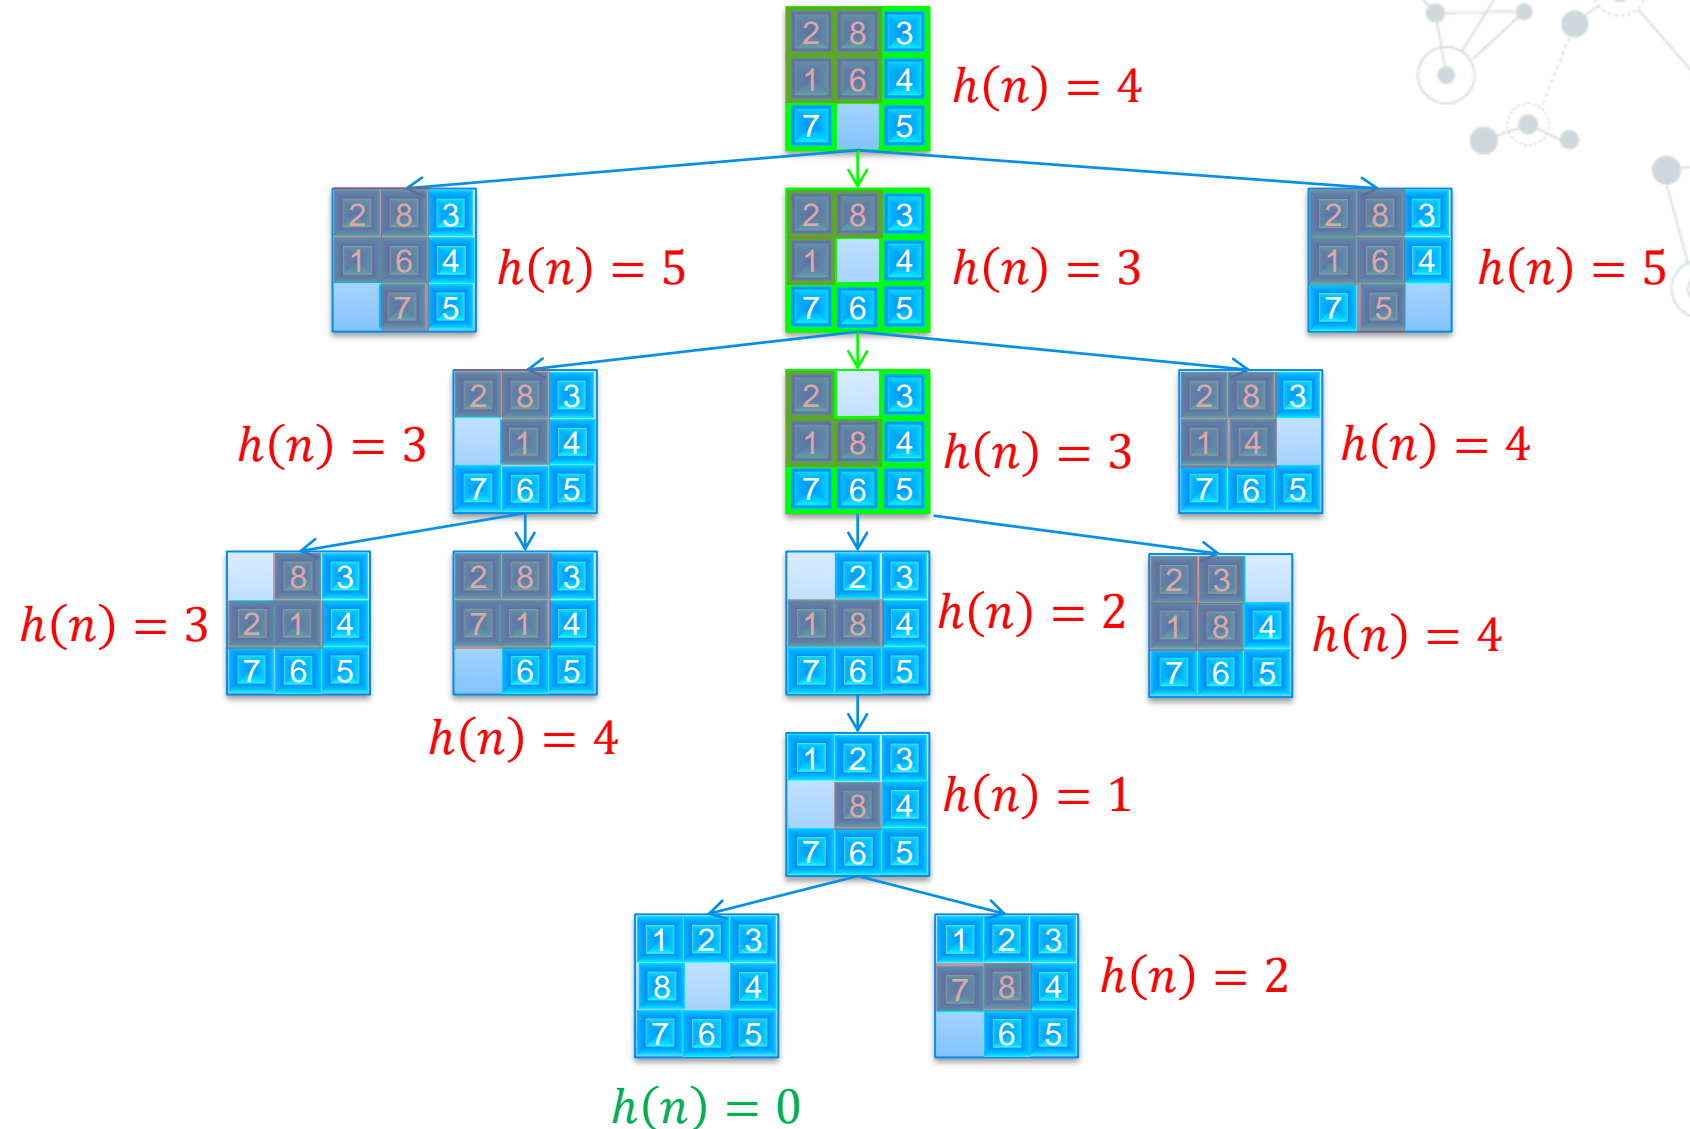 2 8 3
1 6 4
7 5
h(n) = 4
2 8 3
1 6 4
7 5
h(n) = 5
2 8 3
1 4
7 6 5
h(n) = 3
2 8 3
1 6 4
7 5
h(n) = 5
h(n) = 3
2 8 3
1 4
7 6 5
2 3
1 8 4
7 6 5
h(n) = 3
2 8 3
1 4
7 6 5
h(n) = 4
h(n) = 3
8 3
2 1 4
7 6 5
2 8 3
7 1 4
6 5
h(n) = 4
2 3
1 8 4
7 6 5
h(n) = 2
2 3
1 8 4
7 6 5
h(n) = 4
1 2 3
8 4
7 6 5
h(n) = 1
1 2 3
8 4
7 6 5
h(n) = 0
1 2 3
7 8 4
6 5
h(n) = 2